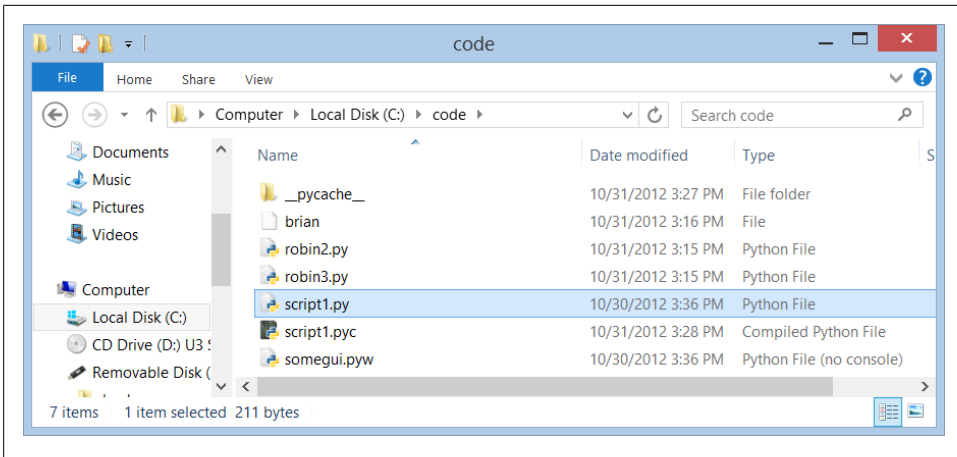 code
File Home Share View
Computer Local Disk (C:) code Search code
Documents
Music
Pictures
Videos
Computer
Local Disk (C:)
CD Drive (D:) U3
Removable Disk (
Name Date modified Type S
__pycache__ 10/31/2012 3:27 PM File folder
brian 10/31/2012 3:16 PM File
robin2.py 10/31/2012 3:15 PM Python File
robin3.py 10/31/2012 3:15 PM Python File
script1.py 10/30/2012 3:36 PM Python File
script1.pyc 10/31/2012 3:28 PM Compiled Python File
somegui.pyw 10/30/2012 3:36 PM Python File (no console)
7 items 1 item selected 211 bytes